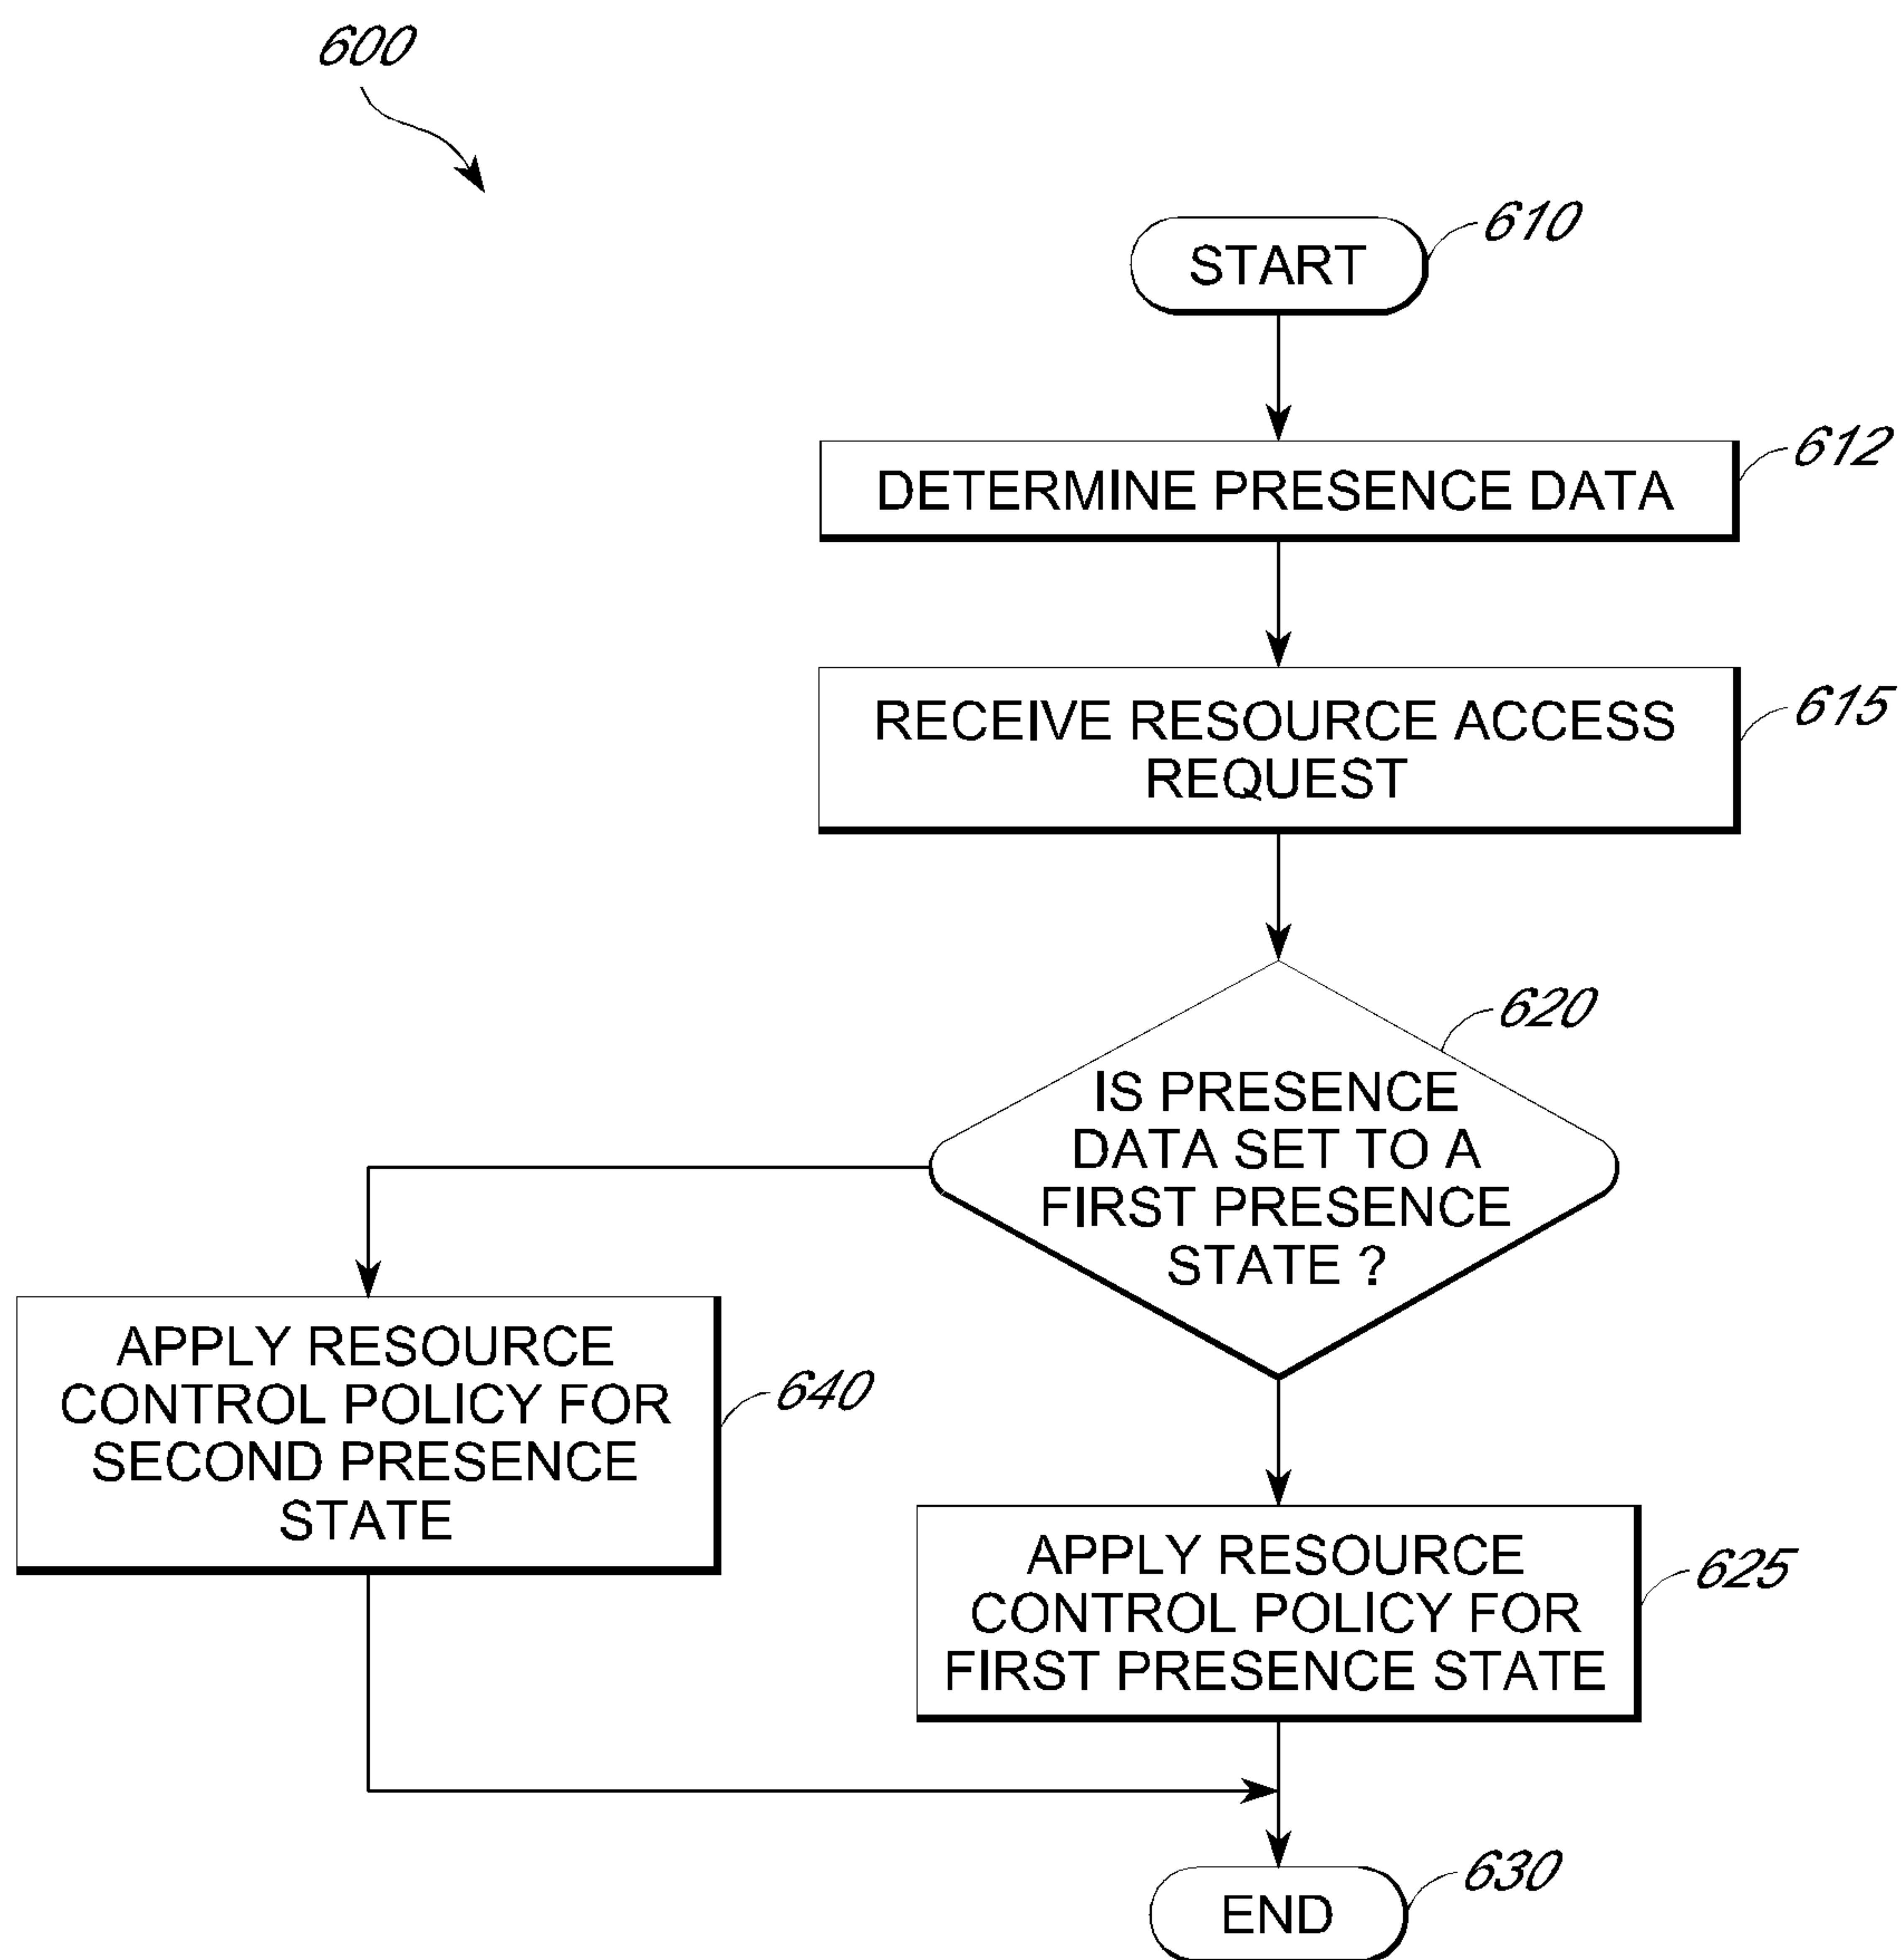 600
START
610
DETERMINE PRESENCE DATA
612
RECEIVE RESOURCE ACCESS
REQUEST
615
620
IS PRESENCE
DATA SET TO A
FIRST PRESENCE
STATE ?
APPLY RESOURCE
CONTROL POLICY FOR
SECOND PRESENCE
STATE
640
APPLY RESOURCE
CONTROL POLICY FOR
FIRST PRESENCE STATE
625
END
630